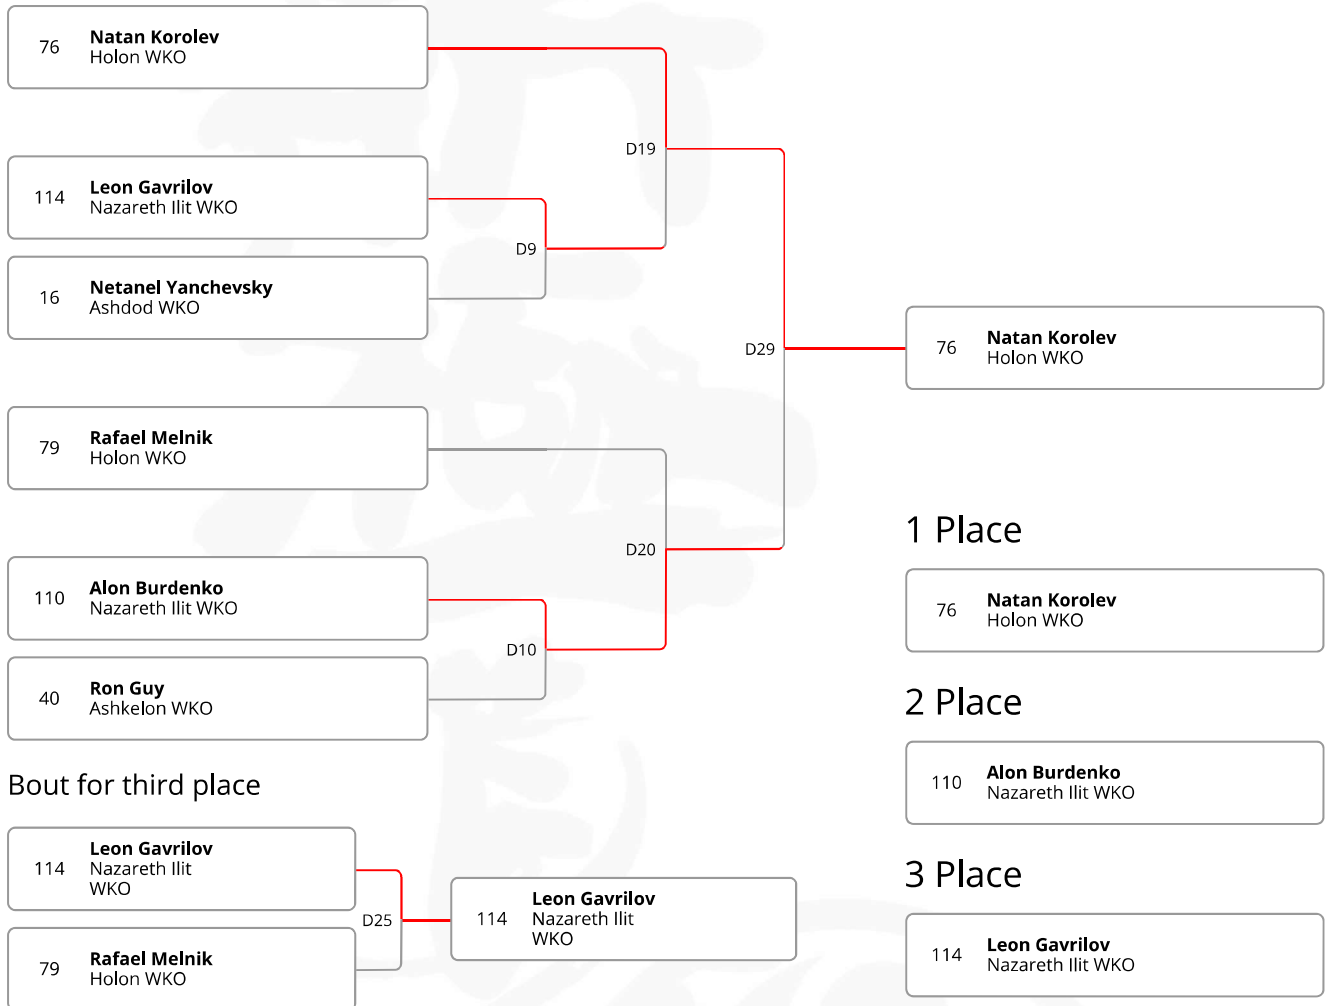 76
Natan Korolev
Holon WKO
D19
114
Leon Gavrilov
Nazareth Ilit WKO
D9
16
Netanel Yanchevsky
Ashdod WKO
D29
76
Natan Korolev
Holon WKO
79
Rafael Melnik
Holon WKO
D20
110
Alon Burdenko
Nazareth Ilit WKO
D10
40
Ron Guy
Ashkelon WKO
Bout for third place
114
Leon Gavrilov
Nazareth Ilit
WKO
D25
79
Rafael Melnik
Holon WKO
114
Leon Gavrilov
Nazareth Ilit
WKO
1 Place
76
Natan Korolev
Holon WKO
2 Place
110
Alon Burdenko
Nazareth Ilit WKO
3 Place
114
Leon Gavrilov
Nazareth Ilit WKO